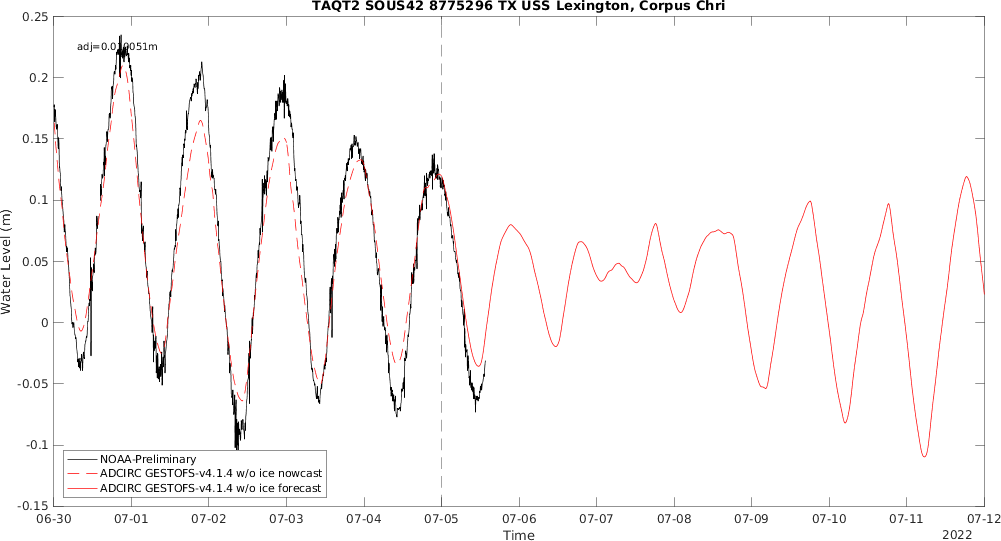 TAQT2 SOUS42 8775296 TX USS Lexington, Corpus Chri
0.25
0.2
0.15
0.1
0.05
0
-0.05
-0.1
-0.15
Water Level (m)
NOAA-Preliminary
ADCIRC GESTOFS-v4.1.4 w/o ice nowcast
ADCIRC GESTOFS-v4.1.4 w/o ice forecast
06-30 07-01 07-02 07-03 07-04 07-05 07-06 07-07 07-08 07-09 07-10 07-11 07-12
Time
2022